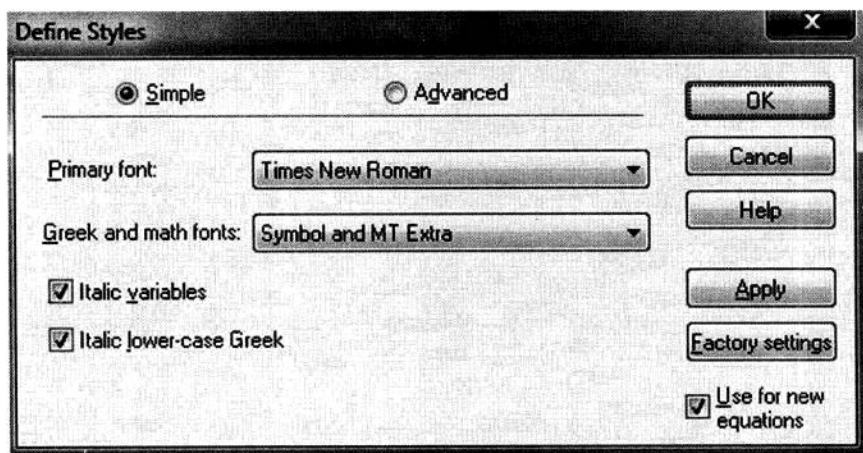 Define Styles
Simple
Advanced
OK
Primary font:
Times New Roman
Cancel
Greek and math fonts:
Symbol and MT Extra
Help
Italic variables
Apply
Italic lower-case Greek
Factory settings
Use for new
equations